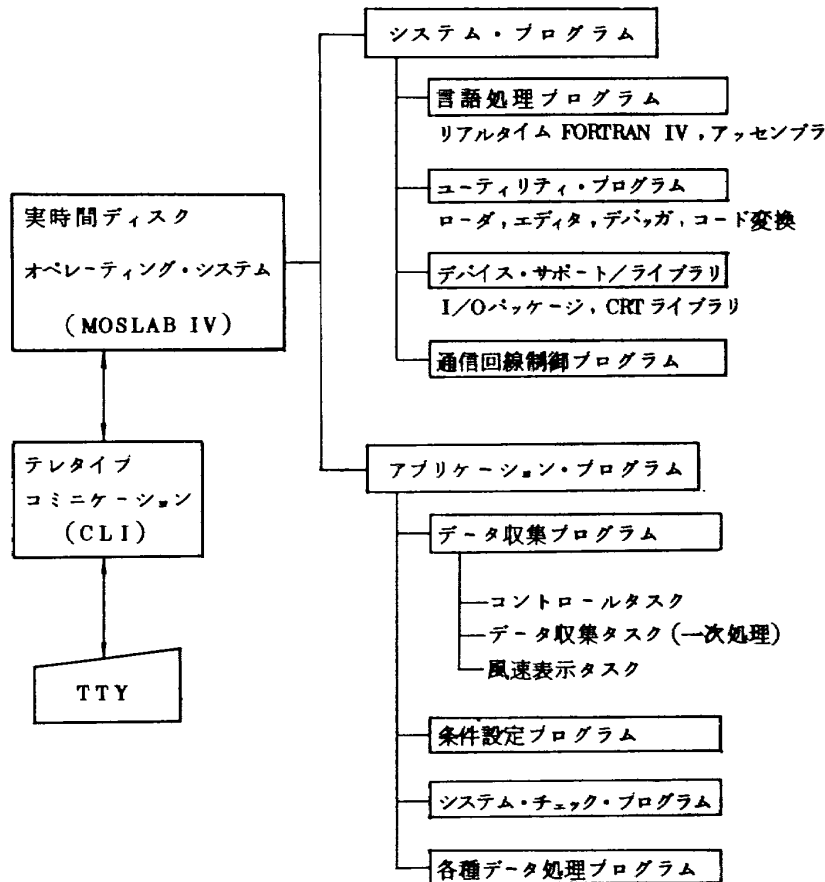 システム・プログラム
言語処理プログラム
リアルタイム FORTRAN IV，アッセンブラ
ユーティリティ・プログラム
ローダ，エディタ，デバッガ，コード変換
デバイス・サポート／ライブラリ
I／Oパッケージ，CRTライブラリ
通信回線制御プログラム
実時間ディスク
オペレーティング・システム
(MOSLAB IV)
テレタイプ
コミニケーション
(CLI)
TTY
アプリケーション・プログラム
データ収集プログラム
コントロールタスク
データ収集タスク(一次処理)
風速表示タスク
条件設定プログラム
システム・チェック・プログラム
各種データ処理プログラム